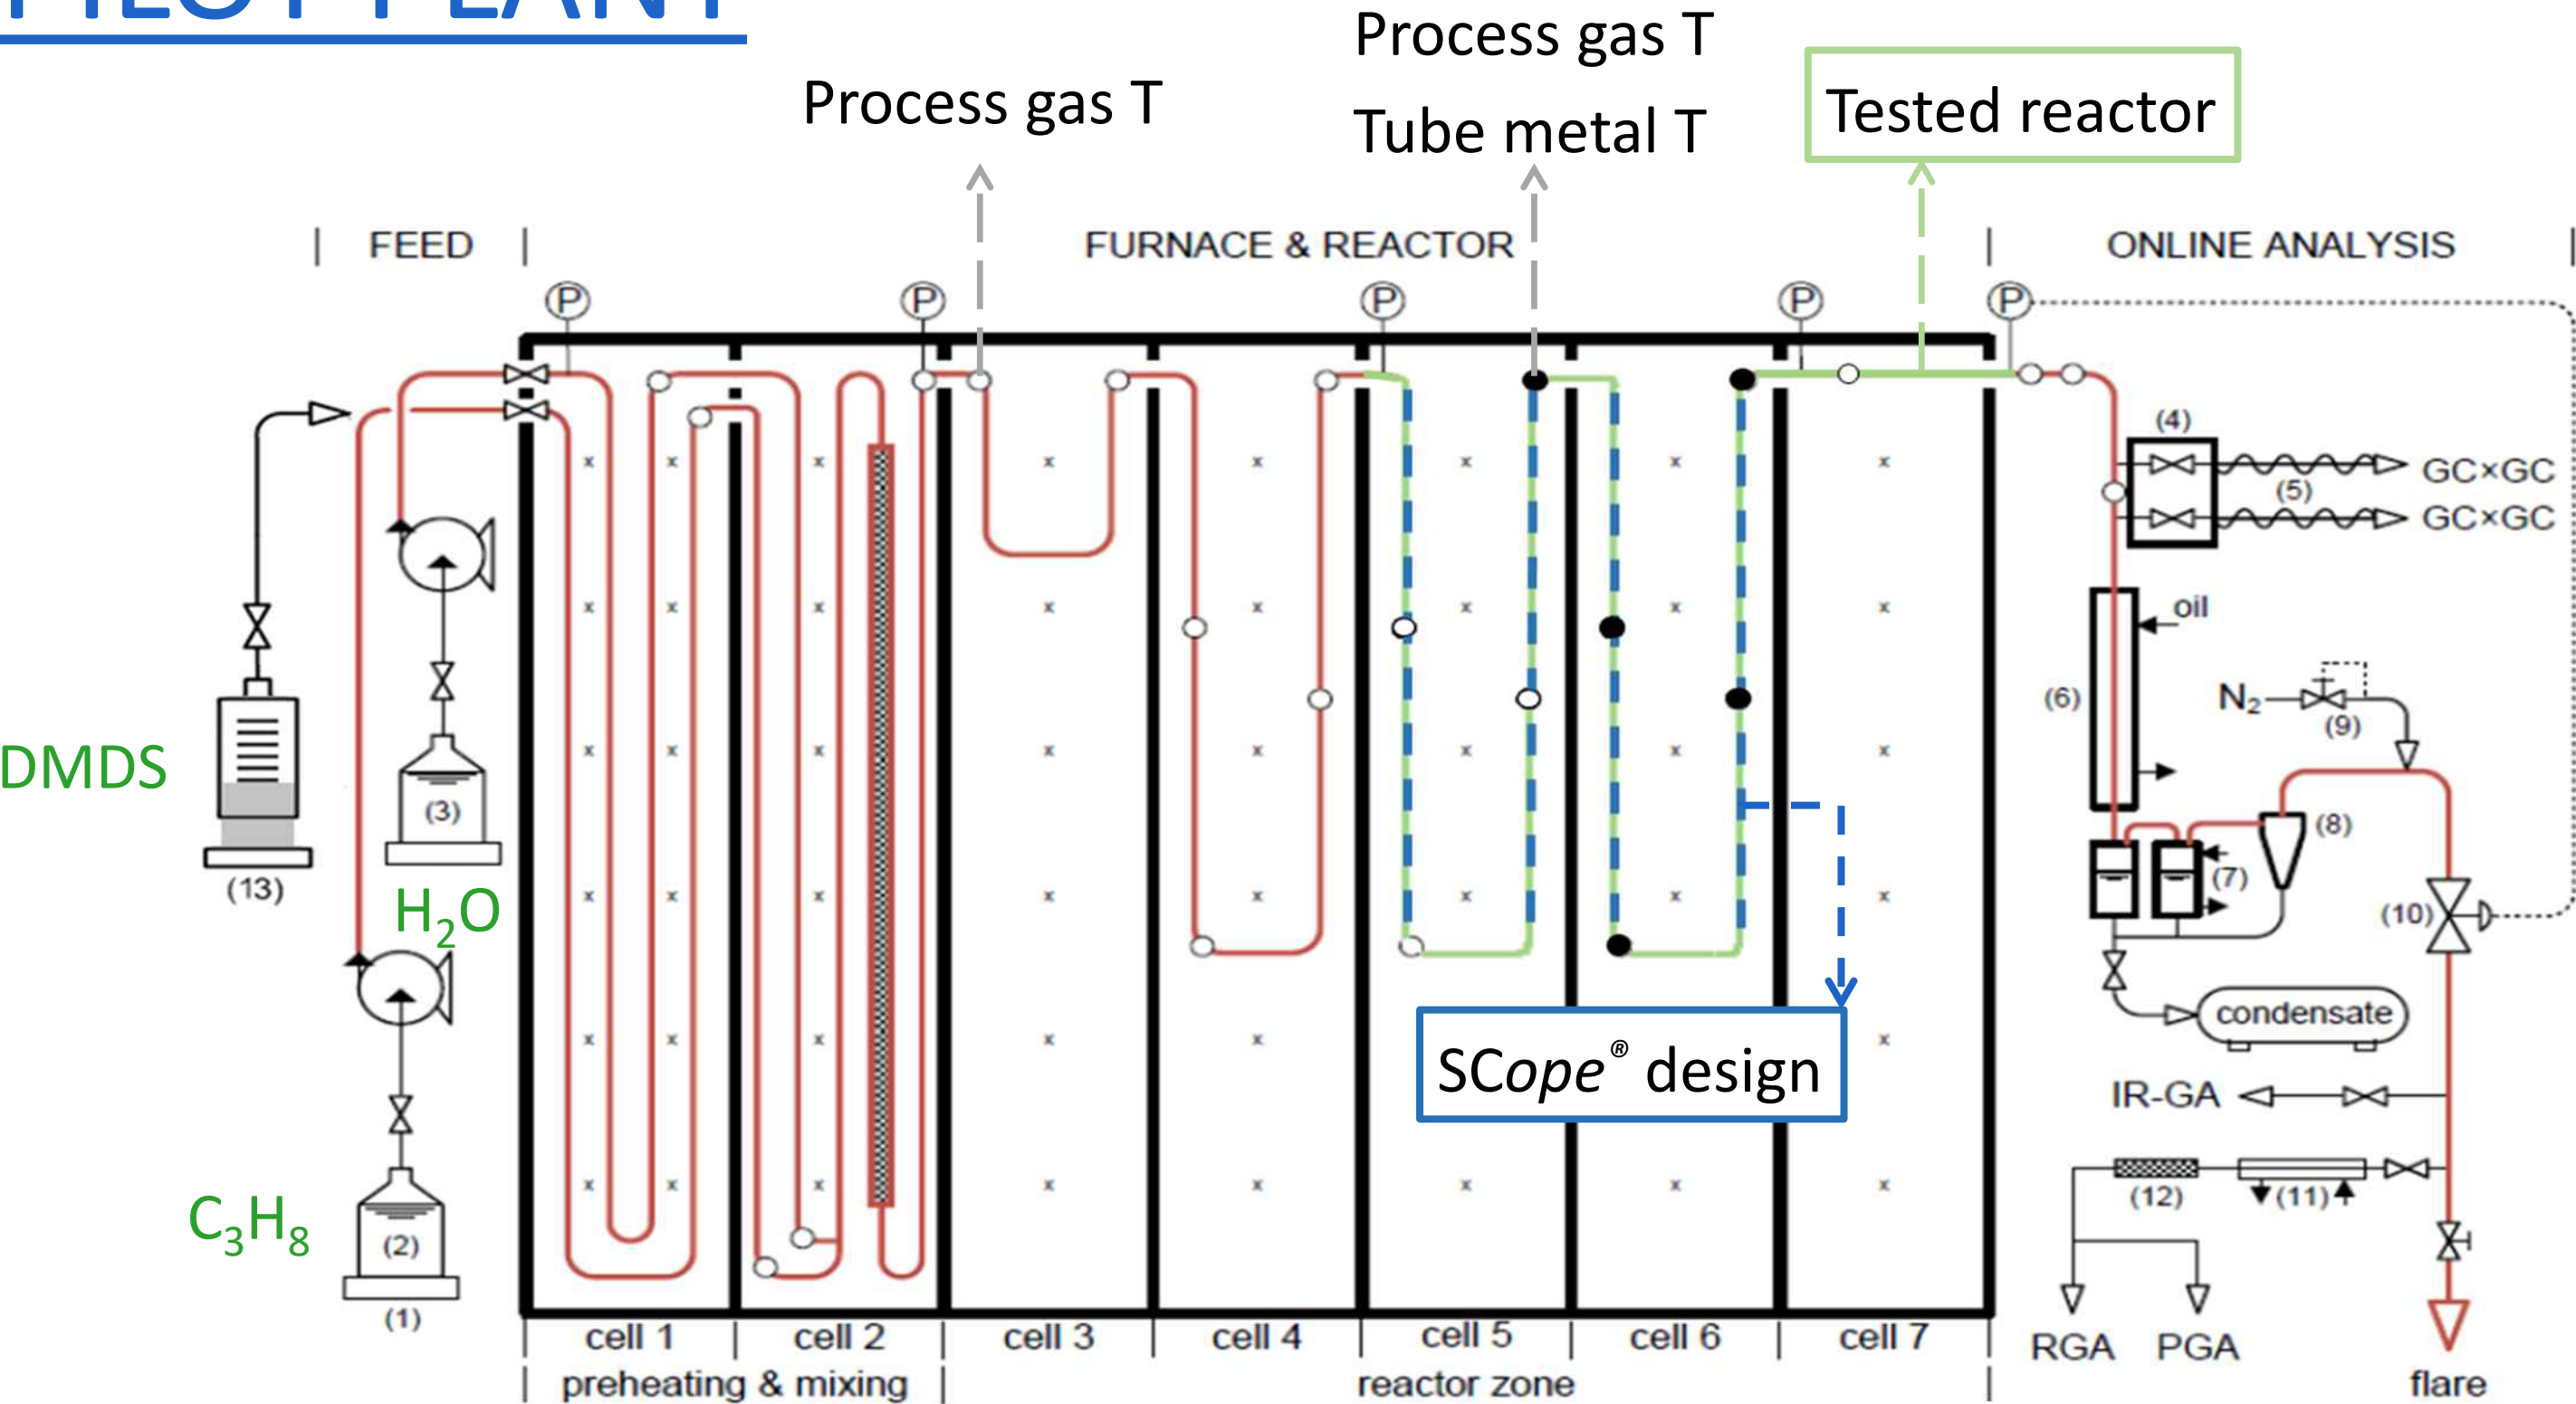 PILOT PLANT
Process gas T
Process gas T
Tube metal T
Tested reactor
FEED
FURNACE & REACTOR
ONLINE ANALYSIS
P
P
P
P
P
(4)
GC×GC
(5)
GC×GC
oil
(6)
N₂
(9)
DMDS
(3)
(13)
H₂O
(8)
(7)
(10)
condensate
SCope® design
IR-GA
C₃H₈
(2)
(12)
(11)
(1)
cell 1
cell 2
cell 3
cell 4
cell 5
cell 6
cell 7
RGA
PGA
preheating & mixing
reactor zone
flare